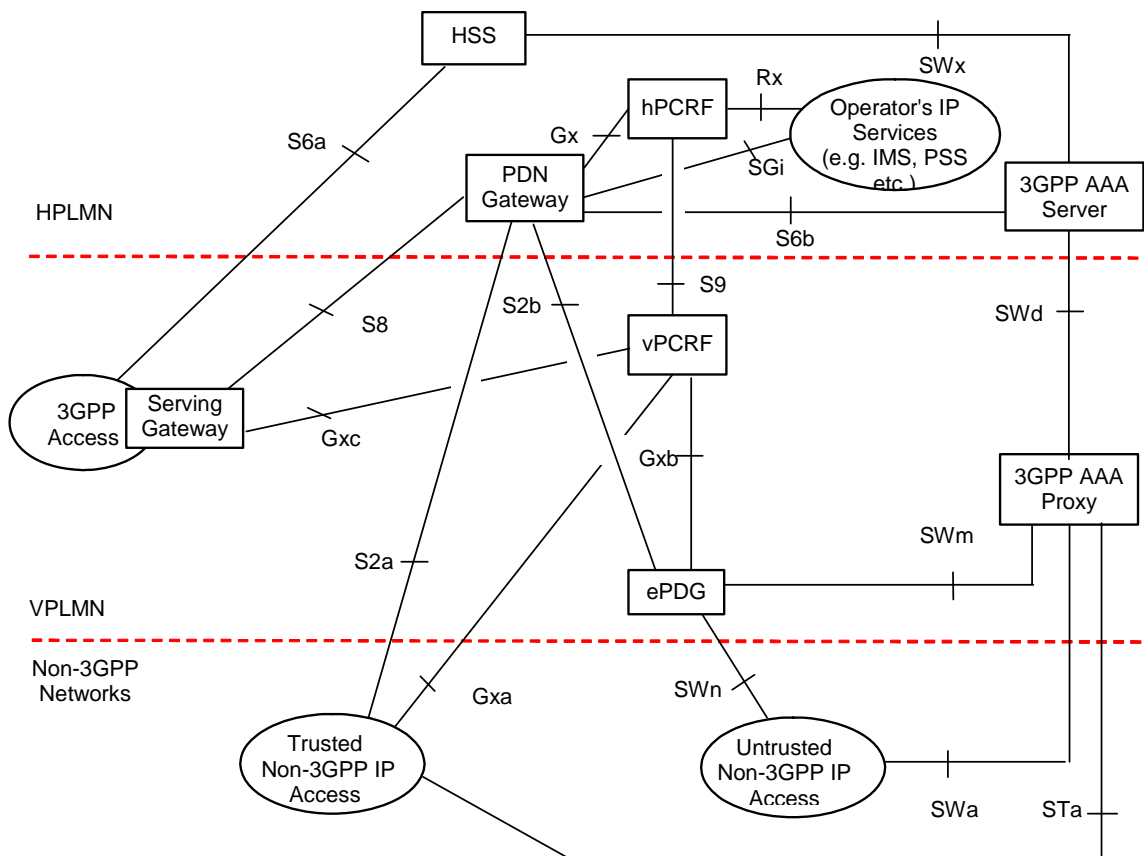 HSS
SWx
Rx
hPCRF
Operator's IP
Services
(e.g. IMS, PSS
etc.)
Gx
S6a
SGi
PDN
Gateway
3GPP AAA
Server
HPLMN
S6b
S2b
S9
SWd
S8
vPCRF
3GPP
Access
Serving
Gateway
Gxc
Gxb
3GPP AAA
Proxy
SWm
S2a
ePDG
VPLMN
Non-3GPP
Networks
SWn
Gxa
Trusted
Non-3GPP IP
Access
Untrusted
Non-3GPP IP
Access
SWa
STa